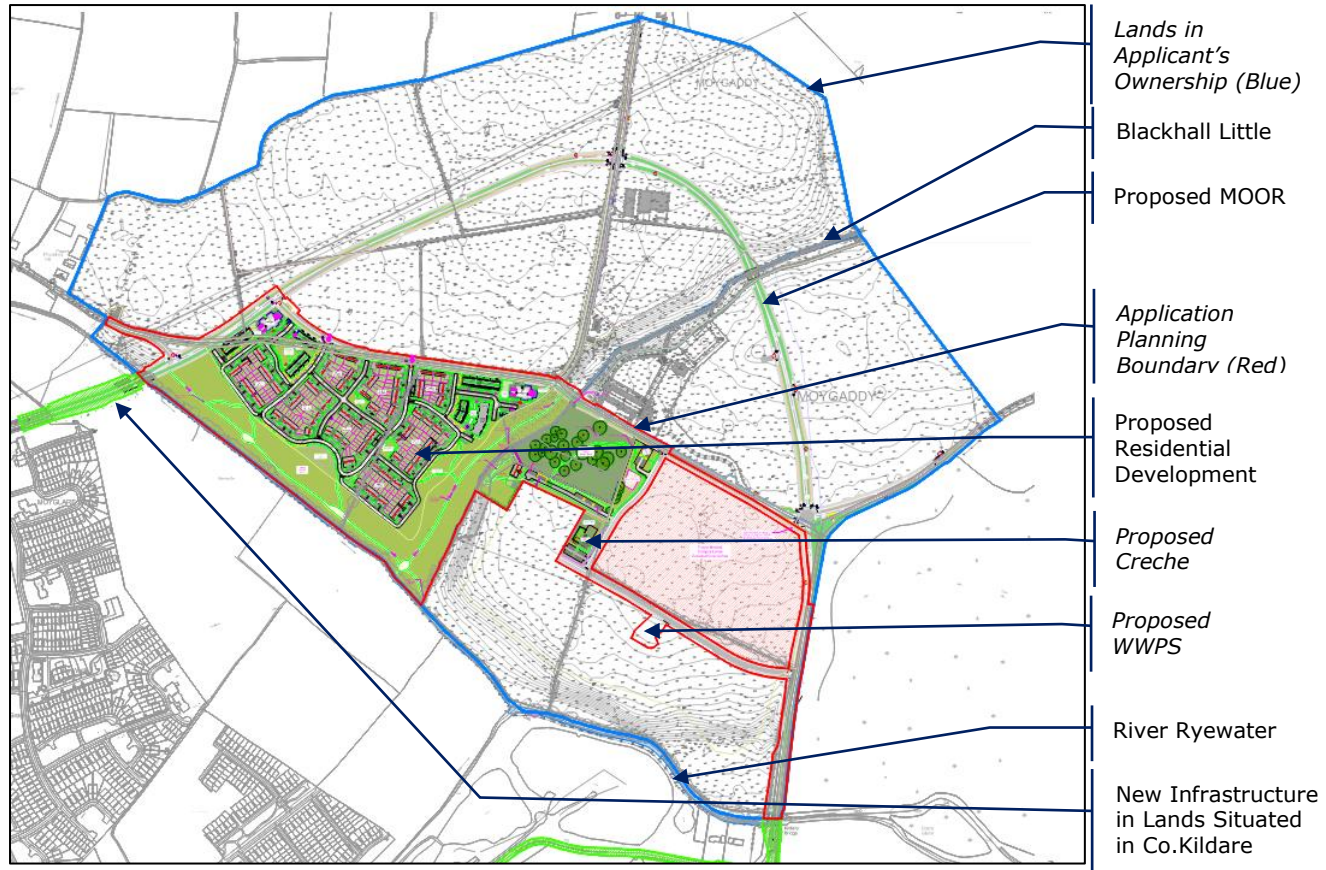 Lands in
Applicant's
Ownership (Blue)
Blackhall Little
Proposed MOOR
Application
Planning
Boundary (Red)
Proposed
Residential
Development
Proposed
Creche
Proposed
WWPS
River Ryewater
New Infrastructure
in Lands Situated
in Co.Kildare
MOYGADDY
MOYGADDY